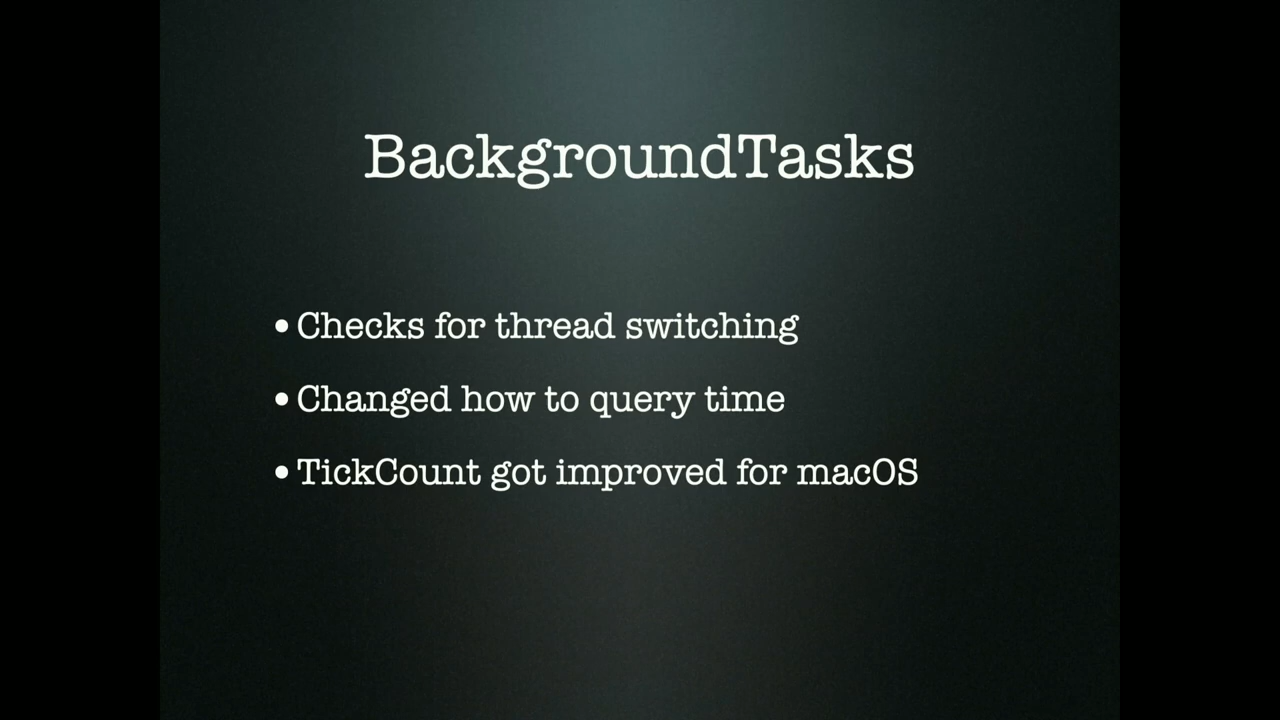 BackgroundTasks
• Checks for thread switching
• Changed how to query time
• TickCount got improved for macOS